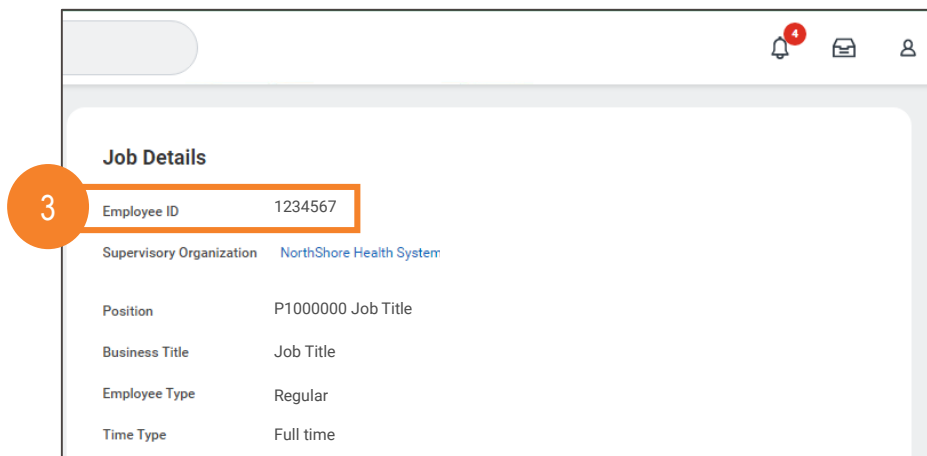 4
Job Details
3
Employee ID 1234567
Supervisory Organization NorthShore Health System
Position P1000000 Job Title
Business Title Job Title
Employee Type Regular
Time Type Full time